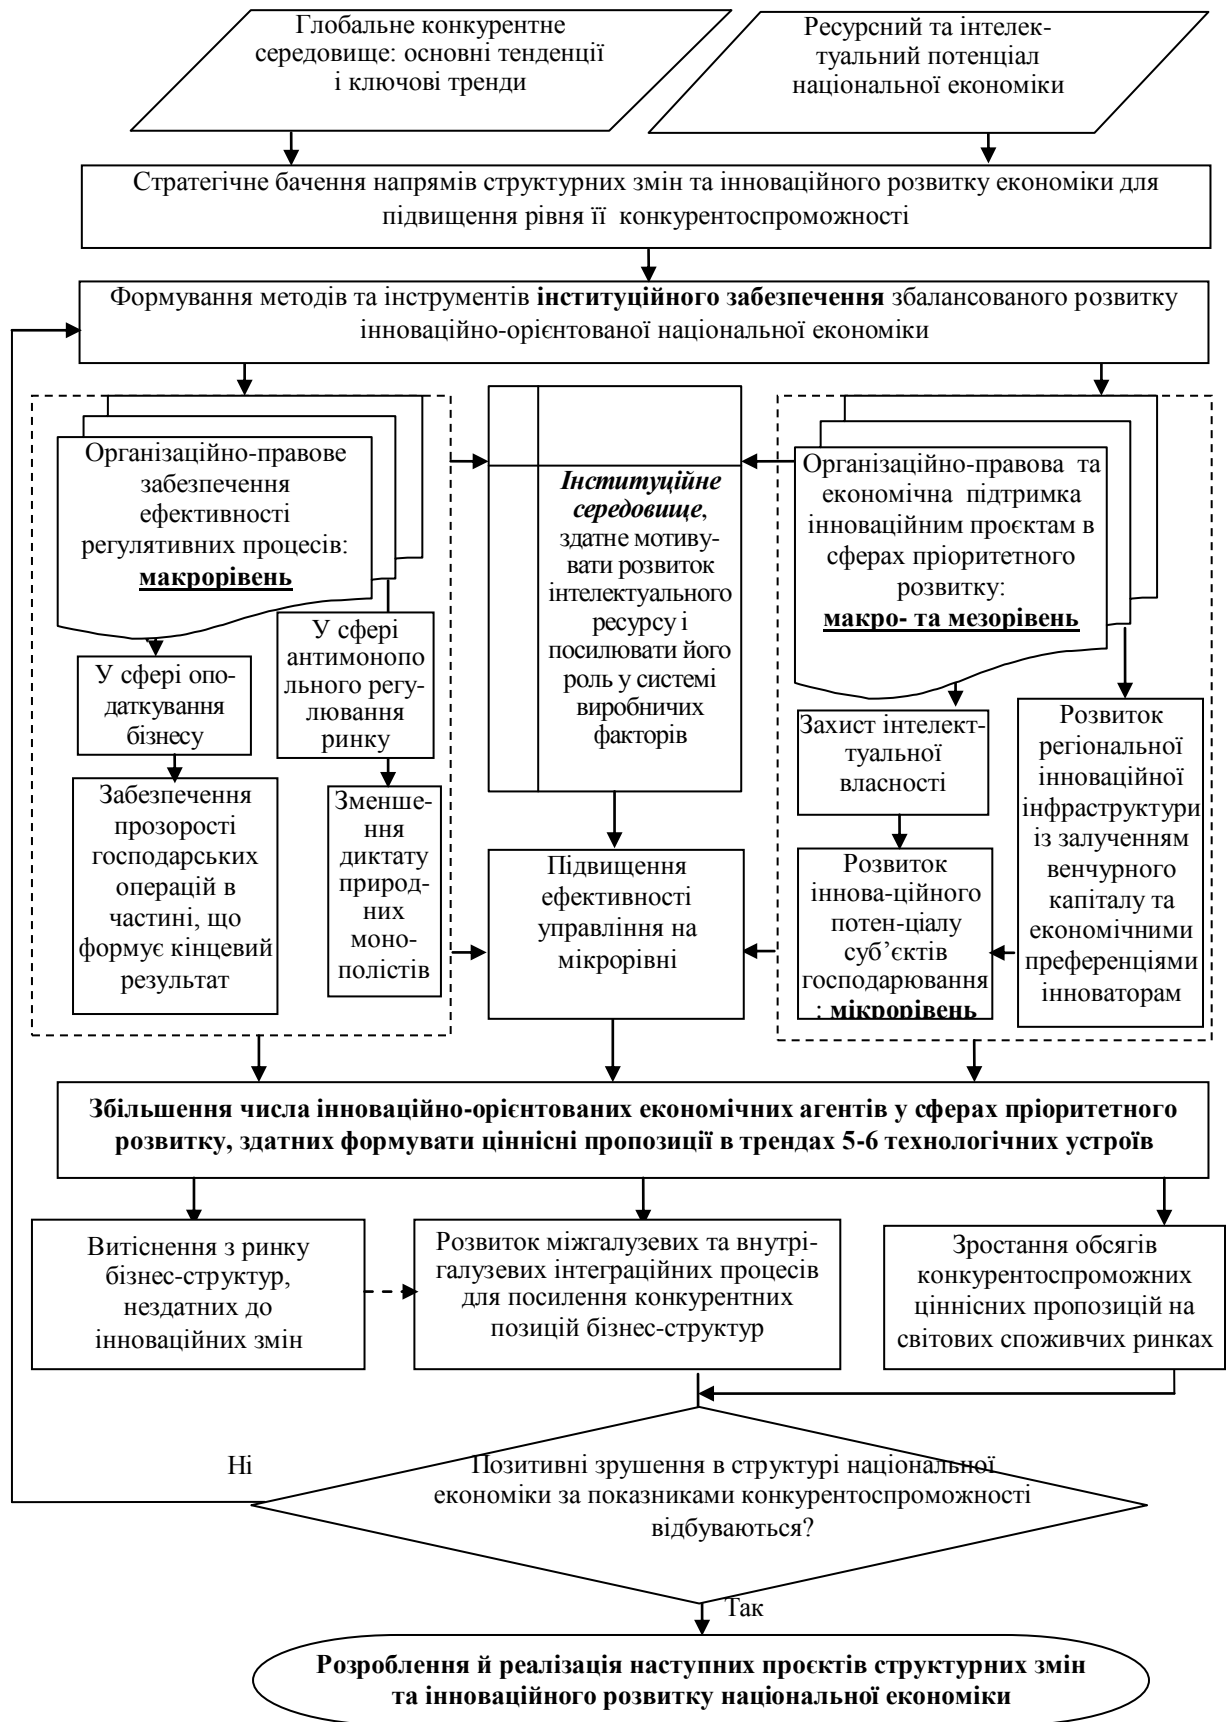 Глобальне конкурентне
середовище: основні тенденції
і ключові тренди
Ресурсний та інтелек-
туальний потенціал
національної економіки
Стратегічне бачення напрямів структурних змін та інноваційного розвитку економіки для
підвищення рівня її конкурентоспроможності
Формування методів та інструментів інституційного забезпечення збалансованого розвитку
інноваційно-орієнтованої національної економіки
Організаційно-правове
забезпечення
ефективності
регулятивних процесів:
макрорівень
У сфері опо-
даткування
бізнесу
У сфері
антимонопо
льного регу-
лювання
ринку
Забезпечення
прозорості
господарських
операцій в
частині, що
формує кінцевий
результат
Зменше-
ння
диктату
природ-
них
моно-
полістів
Інституційне
середовище,
здатне мотиву-
вати розвиток
інтелектуального
ресурсу і
посилювати його
роль у системі
виробничих
факторів
Підвищення
ефективності
управління на
мікрорівні
Організаційно-правова та
економічна підтримка
інноваційним проєктам в
сферах пріоритетного
розвитку:
макро- та мезорівень
Захист інтелект-
туальної
власності
Розвиток
іннова-ційного
потен-ціалу
суб’єктів
господарювання
: мікрорівень
Розвиток
регіональної
інноваційної
інфраструктури
із залученням
венчурного
капіталу та
економічними
преференціями
інноваторам
Збільшення числа інноваційно-орієнтованих економічних агентів у сферах пріоритетного
розвитку, здатних формувати ціннісні пропозиції в трендах 5-6 технологічних устроїв
Витіснення з ринку
бізнес-структур,
нездатних до
інноваційних змін
Розвиток міжгалузевих та внутрі-
галузевих інтеграційних процесів
для посилення конкурентних
позицій бізнес-структур
Зростання обсягів
конкурентоспроможних
ціннісних пропозицій на
світових споживчих ринках
Ні
Позитивні зрушення в структурі національної
економіки за показниками конкурентоспроможності
відбуваються?
Так
Розроблення й реалізація наступних проєктів структурних змін
та інноваційного розвитку національної економіки